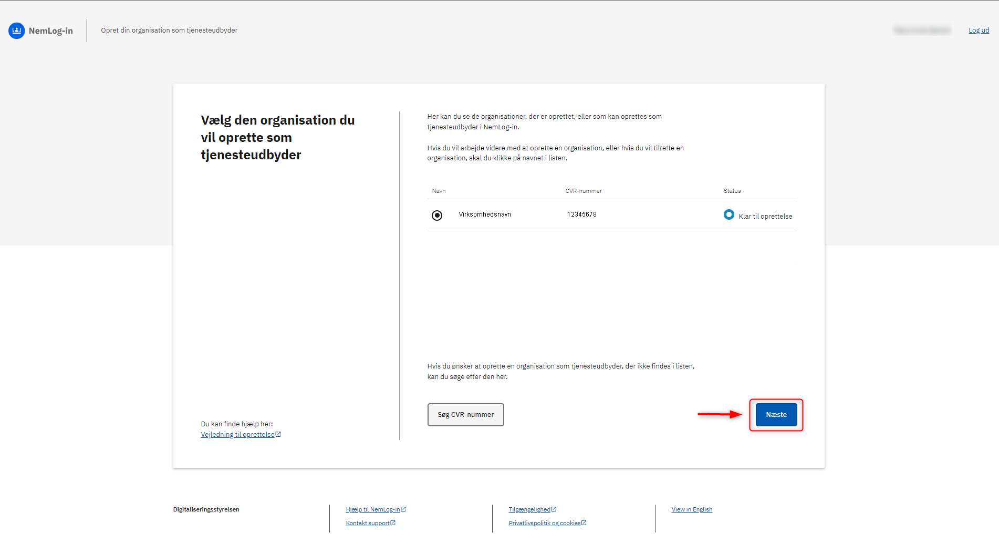 NemLog-in
Opret din organisation som tjenesteudbyder
Log ud
Vælg den organisation du
vil oprette som
tjenesteudbyder
Her kan du se de organisationer, der er oprettet, eller som kan oprettes som
tjenesteudbyder i NemLog-in.
Hvis du vil arbejde videre med at oprette en organisation, eller hvis du vil tilrette en
organisation, skal du klikke på navnet i listen.
Navn CVR-nummer Status
Virksomhedsnavn 12345678 Klar til oprettelse
Hvis du ønsker at oprette en organisation som tjenesteudbyder, der ikke findes i listen,
kan du søge efter den her.
Søg CVR-nummer
Næste
Du kan finde hjælp her:
Vejledning til oprettelse
Digitaliseringsstyrelsen
Hjælp til NemLog-in
Kontakt support
Tilgængelighed
Privatlivspolitik og cookies
View in English